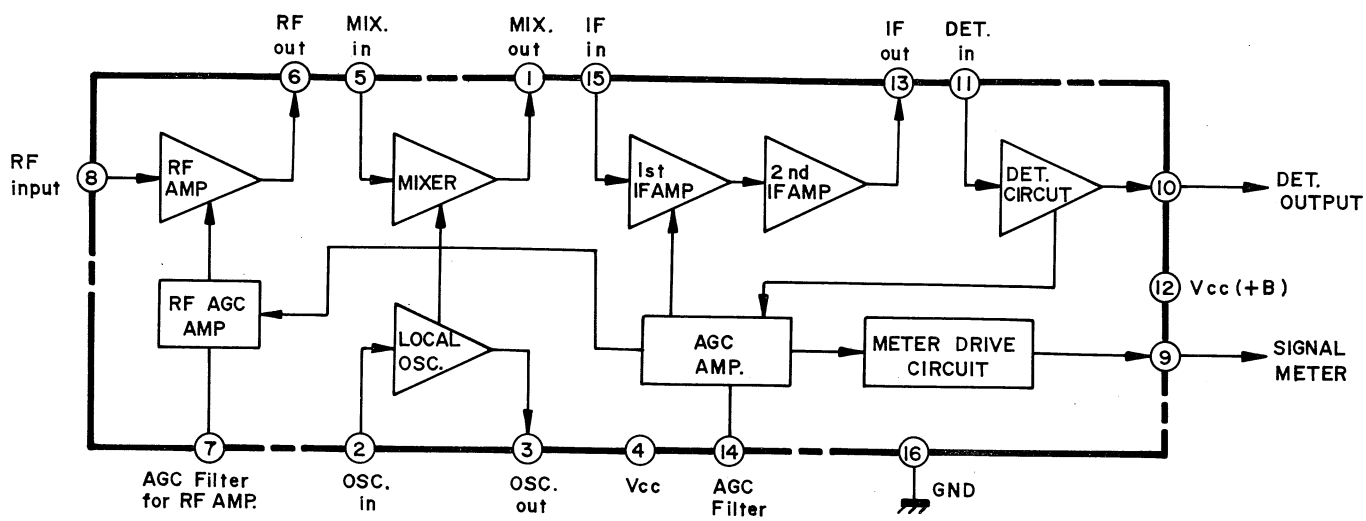 RF
out
MIX.
in
MIX.
out
IF
in
IF
out
DET.
in
6
5
1
15
13
11
RF
input
8
RF
AMP
MIXER
1st
IFAMP
2nd
IFAMP
DET.
CIRCUT
10
DET.
OUTPUT
12
Vcc (+B)
RF AGC
AMP
LOCAL
OSC.
AGC
AMP.
METER DRIVE
CIRCUIT
9
SIGNAL
METER
7
2
3
4
14
16
AGC Filter
for RF AMP.
OSC.
in
OSC.
out
Vcc
AGC
Filter
GND